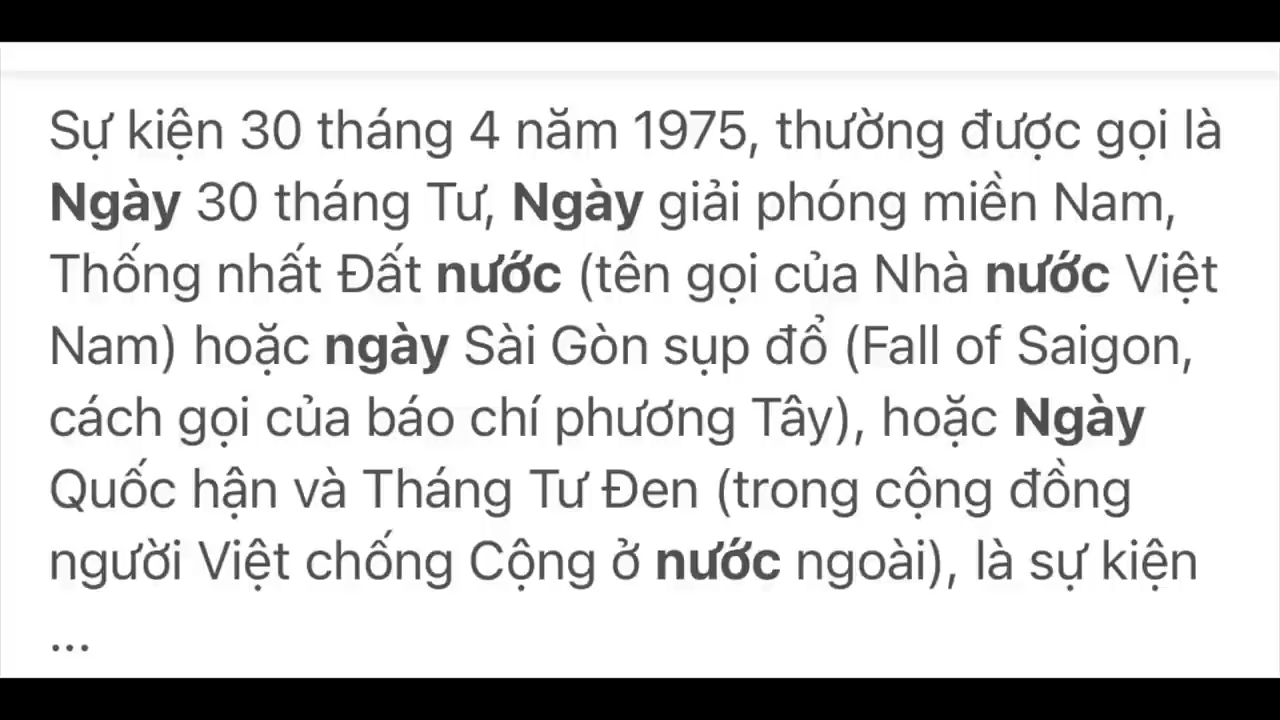 Sự kiện 30 tháng 4 năm 1975, thường được gọi là
Ngày 30 tháng Tư, Ngày giải phóng miền Nam,
Thống nhất Đất nước (tên gọi của Nhà nước Việt
Nam) hoặc ngày Sài Gòn sụp đổ (Fall of Saigon,
cách gọi của báo chí phương Tây), hoặc Ngày
Quốc hận và Tháng Tư Đen (trong cộng đồng
người Việt chống Cộng ở nước ngoài), là sự kiện
...